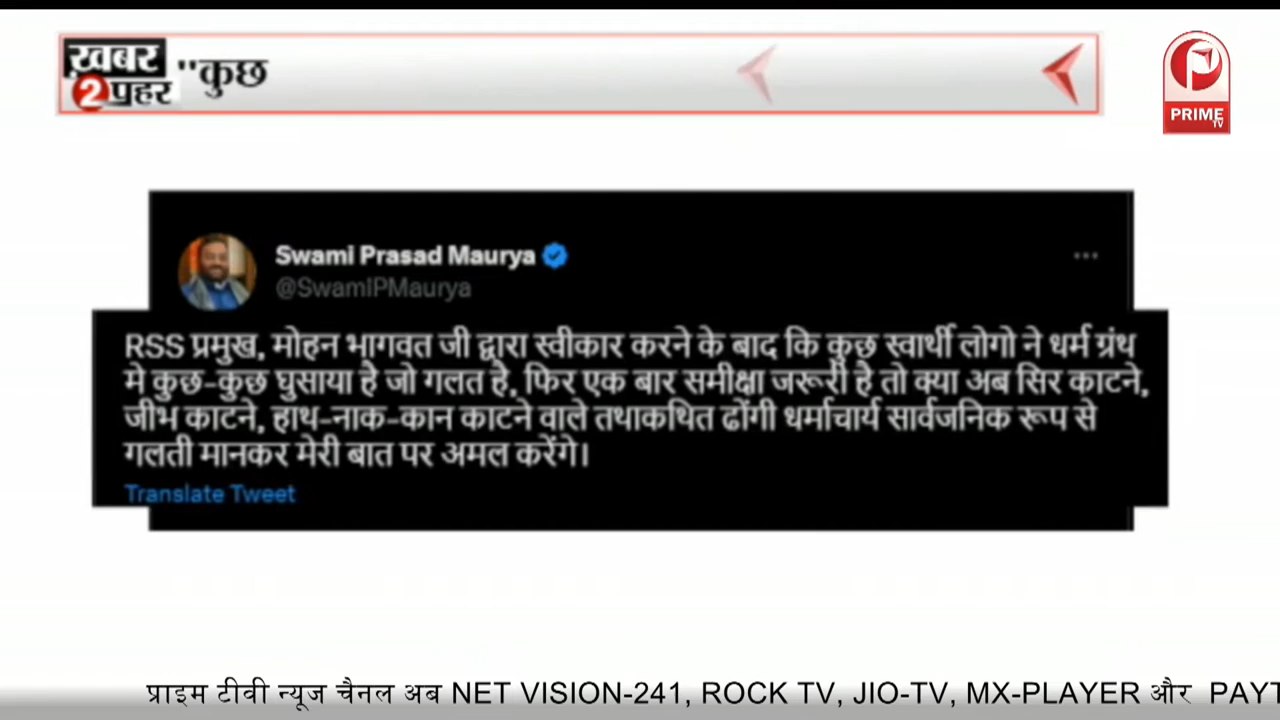 ख़बर
2 प्रहर
"कुछ
PRIME
TV
Swami Prasad Maurya
@SwamiPMaurya
RSS प्रमुख, मोहन भागवत जी द्वारा स्वीकार करने के बाद कि कुछ स्वार्थी लोगो ने धर्म ग्रंथ
मे कुछ-कुछ घुसाया है जो गलत है, फिर एक बार समीक्षा जरूरी है तो क्या अब सिर काटने,
जीभ काटने, हाथ-नाक-कान काटने वाले तथाकथित ढोंगी धर्माचार्य सार्वजनिक रूप से
गलती मानकर मेरी बात पर अमल करेंगे।
Translate Tweet
प्राइम टीवी न्यूज चैनल अब NET VISION-241, ROCK TV, JIO-TV, MX-PLAYER और PAYT